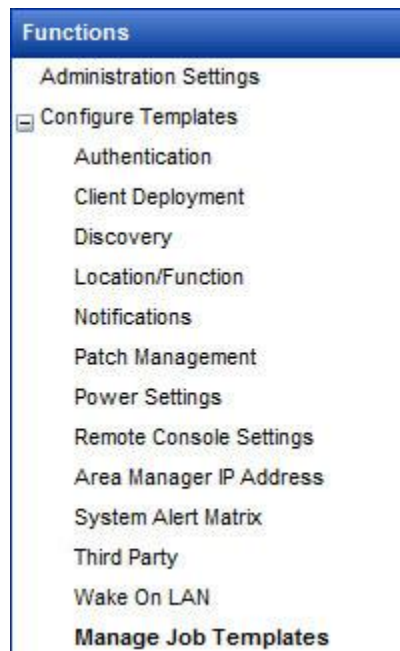 Functions
Administration Settings
Configure Templates
Authentication
Client Deployment
Discovery
Location/Function
Notifications
Patch Management
Power Settings
Remote Console Settings
Area Manager IP Address
System Alert Matrix
Third Party
Wake On LAN
Manage Job Templates